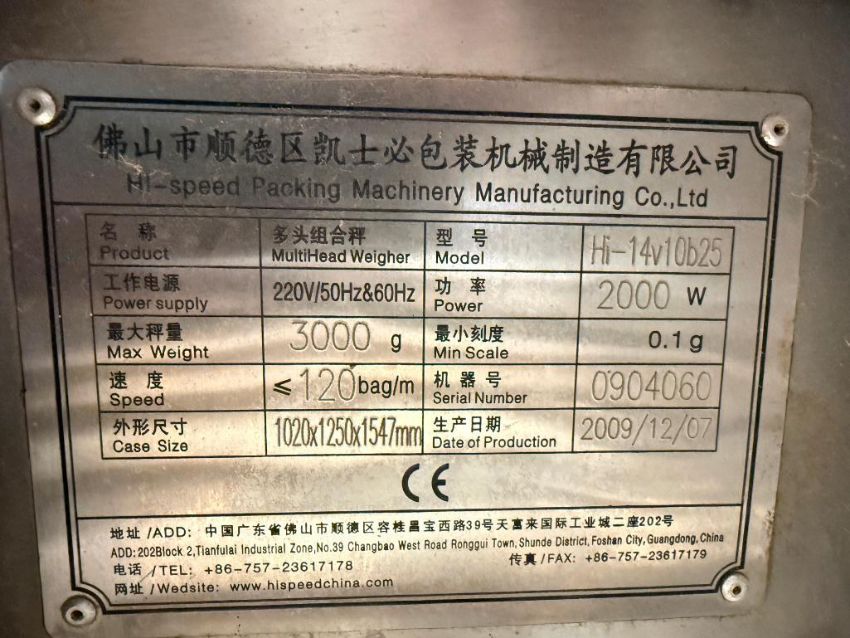 佛山市顺德区凯士必包装机械制造有限公司
Hi-speed Packing Machinery Manufacturing Co.,Ltd
名 称 多头组合秤 型 号 Hi-14v10b25
Product MultiHead Weigher Model
工作电源 220V/50Hz&60Hz 功 率 2000 W
Power supply Power
最大秤量 3000 g 最小刻度 0.1 g
Max Weight Min Scale
速 度 ≤120bag/m 机器号 0904060
Speed Serial Number
外形尺寸 1020x1250x1547mm 生产日期 2009/12/07
Case Size Date of Production
CE
地址 /ADD: 中国广东省佛山市顺德区容桂昌宝西路39号天富来国际工业城二座202号
ADD:202Block 2,Tianfulai Industrial Zone,No.39 Changbao West Road Ronggui Town,Shunde District,Foshan City,Guangdong,China
电话 /TEL: +86-757-23617178 传真/FAX: +86-757-23617179
网址 /Wedsite: www.hispeedchina.com